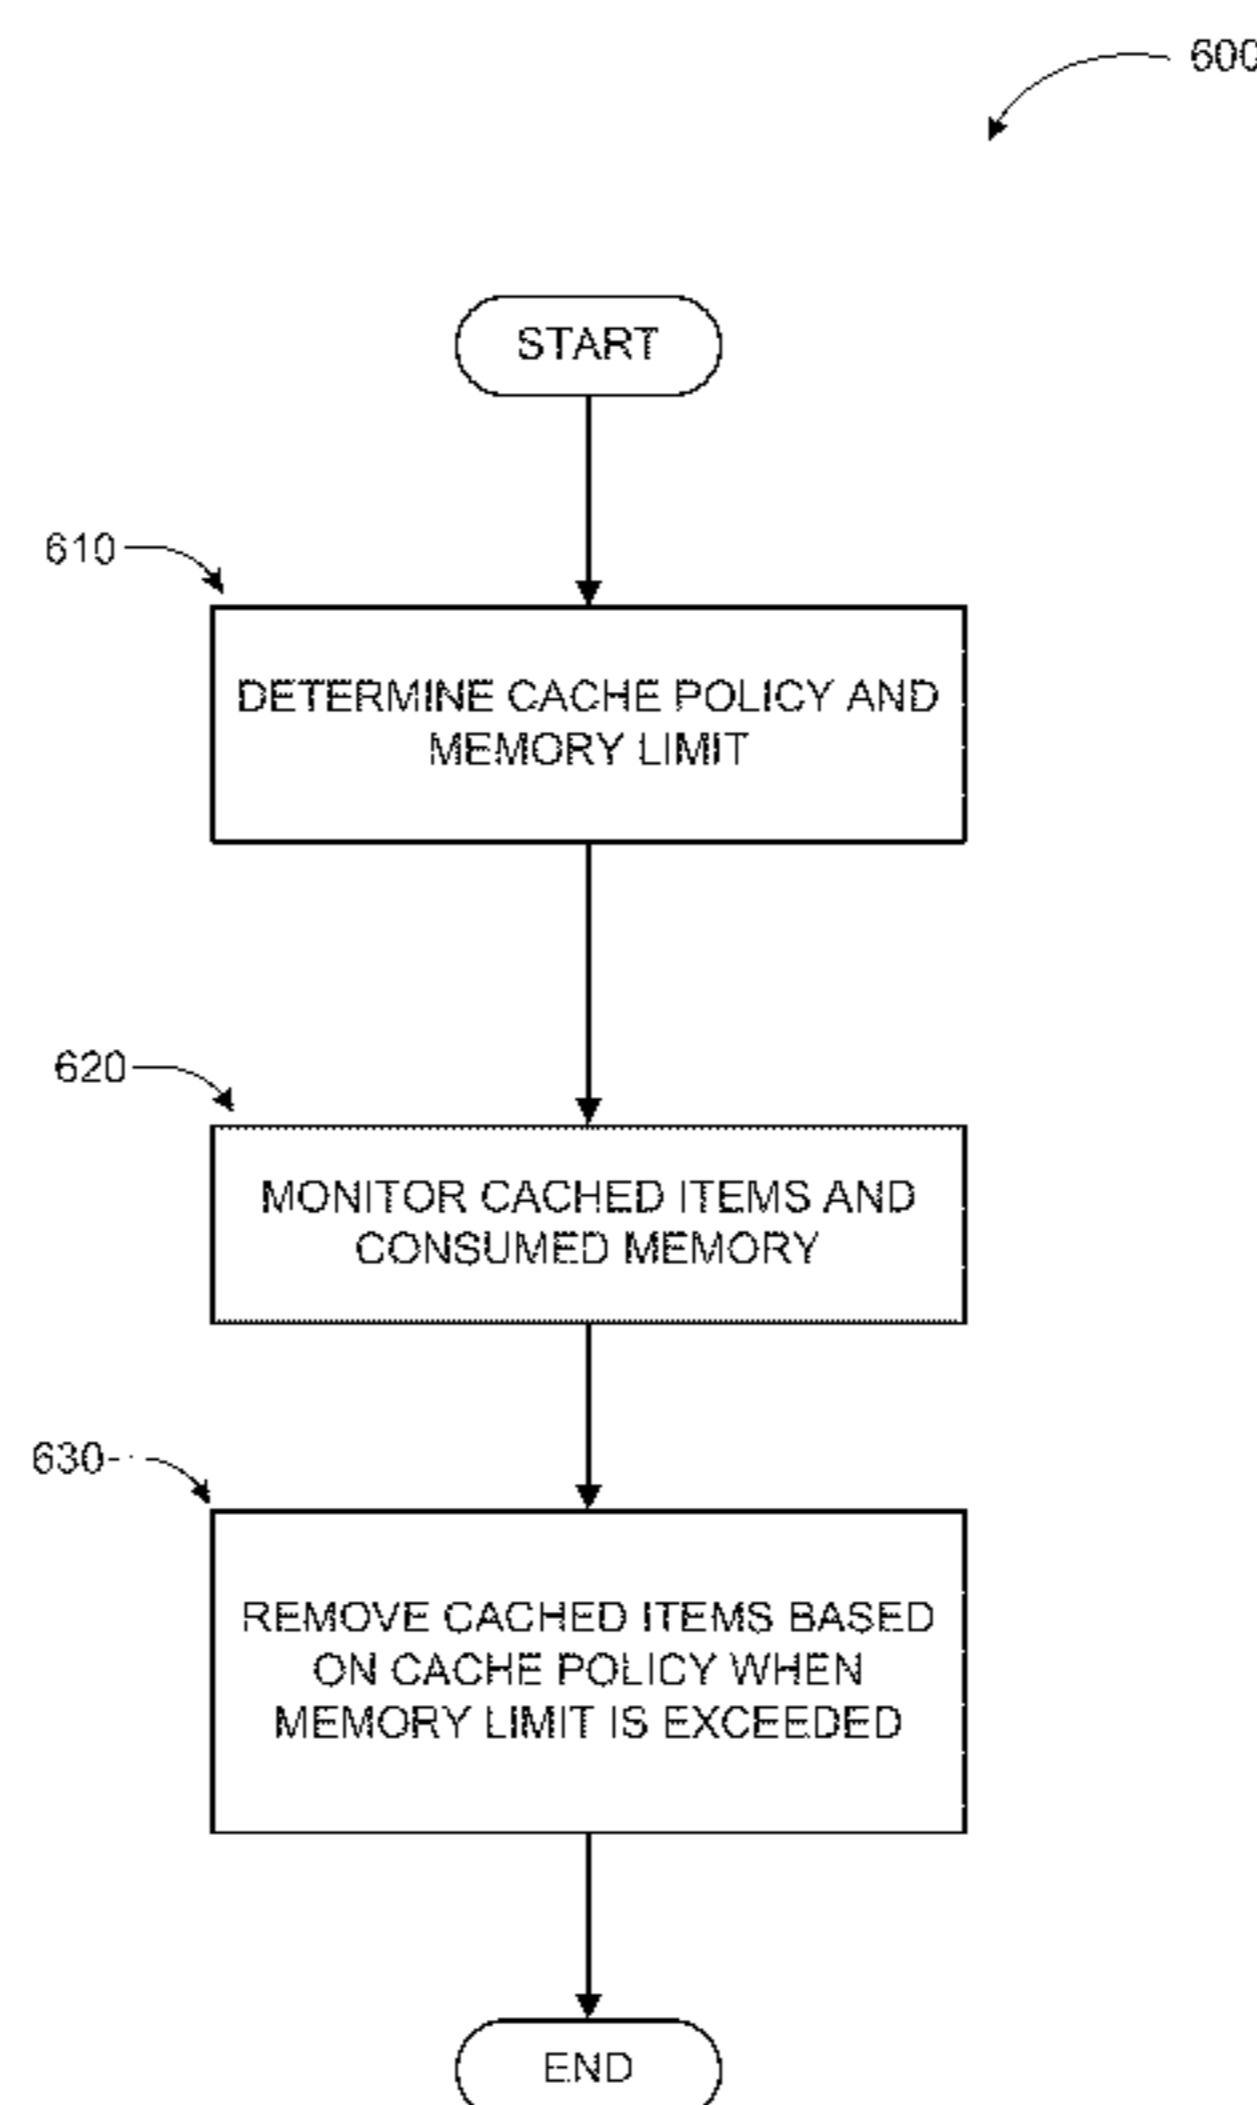 600
START
610
DETERMINE CACHE POLICY AND
MEMORY LIMIT
620
MONITOR CACHED ITEMS AND
CONSUMED MEMORY
630
REMOVE CACHED ITEMS BASED
ON CACHE POLICY WHEN
MEMORY LIMIT IS EXCEEDED
END